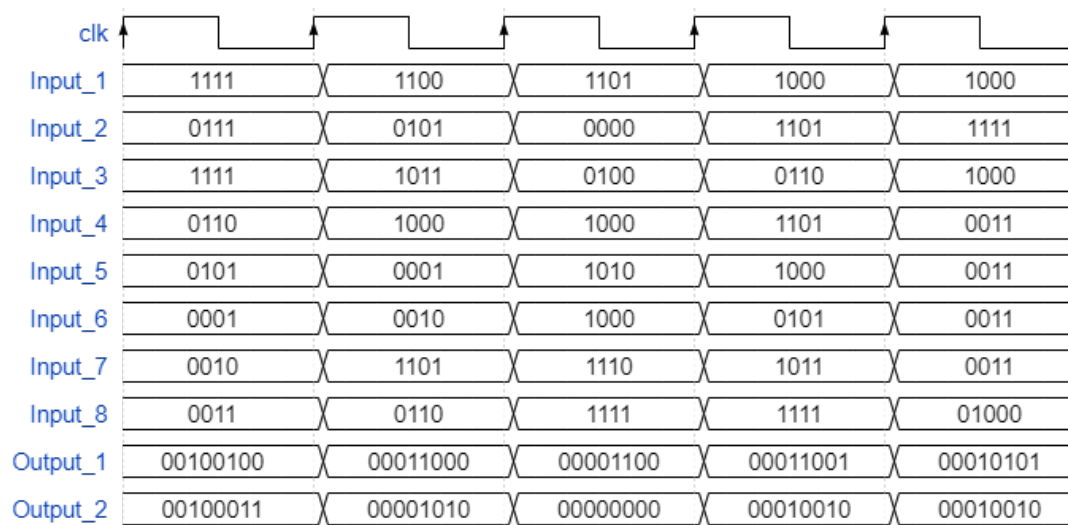 clk
Input_1 1111 1100 1101 1000 1000
Input_2 0111 0101 0000 1101 1111
Input_3 1111 1011 0100 0110 1000
Input_4 0110 1000 1000 1101 0011
Input_5 0101 0001 1010 1000 0011
Input_6 0001 0010 1000 0101 0011
Input_7 0010 1101 1110 1011 0011
Input_8 0011 0110 1111 1111 01000
Output_1 00100100 00011000 00001100 00011001 00010101
Output_2 00100011 00001010 00000000 00010010 00010010